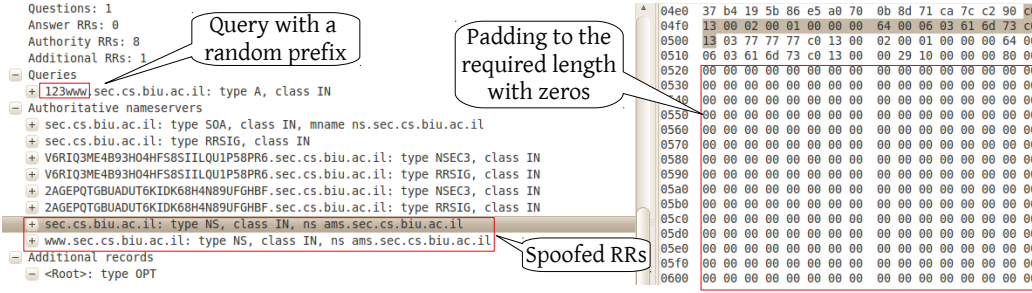 Questions: 1
Answer RRs: 0
Authority RRs: 8
Additional RRs: 1
Queries
123www.sec.cs.biu.ac.il: type A, class IN
Authoritative nameservers
sec.cs.biu.ac.il: type SOA, class IN, mname ns.sec.cs.biu.ac.il
sec.cs.biu.ac.il: type RRSIG, class IN
V6RIQ3ME4B93HO4HFS8SIILQU1P58PR6.sec.cs.biu.ac.il: type NSEC3, class IN
V6RIQ3ME4B93HO4HFS8SIILQU1P58PR6.sec.cs.biu.ac.il: type RRSIG, class IN
2AGEPQTGBUADUT6KIDK68H4N89UFGHBF.sec.cs.biu.ac.il: type NSEC3, class IN
2AGEPQTGBUADUT6KIDK68H4N89UFGHBF.sec.cs.biu.ac.il: type RRSIG, class IN
sec.cs.biu.ac.il: type NS, class IN, ns ams.sec.cs.biu.ac.il
www.sec.cs.biu.ac.il: type NS, class IN, ns ams.sec.cs.biu.ac.il
Additional records
<Root>: type OPT
Query with a
random prefix
Spoofed RRs
Padding to the
required length
with zeros
04e0 37 b4 19 5b 86 e5 a0 70 0b 8d 71 ca 7c c2 90
04f0 13 00 02 00 01 00 00 00 64 00 06 03 61 6d 73
0500 13 03 77 77 77 c0 13 00 02 00 01 00 00 00 64
0510 06 03 61 6d 73 c0 13 00 00 29 10 00 00 00 80
0520 00 00 00 00 00 00 00 00 00 00 00 00 00 00 00
0530 00 00 00 00 00 00 00 00 00 00 00 00 00 00 00
0540 00 00 00 00 00 00 00 00 00 00 00 00 00 00 00
0550 00 00 00 00 00 00 00 00 00 00 00 00 00 00 00
0560 00 00 00 00 00 00 00 00 00 00 00 00 00 00 00
0570 00 00 00 00 00 00 00 00 00 00 00 00 00 00 00
0580 00 00 00 00 00 00 00 00 00 00 00 00 00 00 00
0590 00 00 00 00 00 00 00 00 00 00 00 00 00 00 00
05a0 00 00 00 00 00 00 00 00 00 00 00 00 00 00 00
05b0 00 00 00 00 00 00 00 00 00 00 00 00 00 00 00
05c0 00 00 00 00 00 00 00 00 00 00 00 00 00 00 00
05d0 00 00 00 00 00 00 00 00 00 00 00 00 00 00 00
05e0 00 00 00 00 00 00 00 00 00 00 00 00 00 00 00
05f0 00 00 00 00 00 00 00 00 00 00 00 00 00 00 00
0600 00 00 00 00 00 00 00 00 00 00 00 00 00 00 00